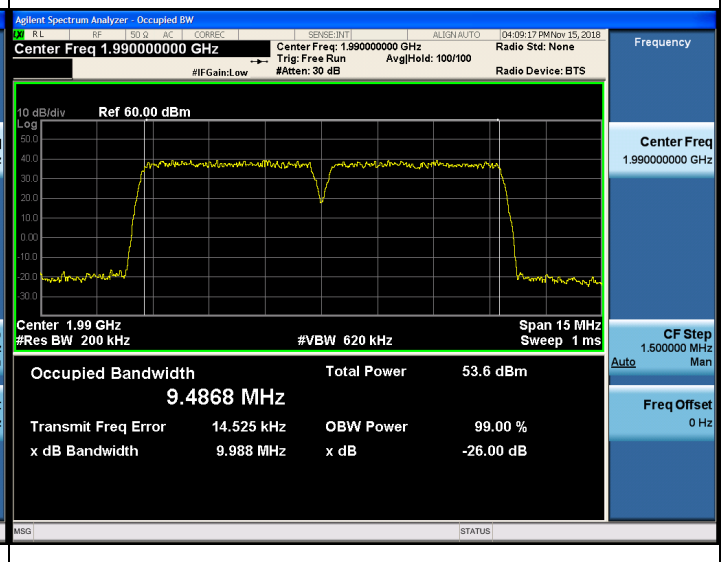 Agilent Spectrum Analyzer - Occupied BW
LXI RL RF 50 Ω AC CORREC SENSE:INT ALIGN AUTO 04:09:17 PM Nov 15, 2018
Center Freq 1.990000000 GHz
Center Freq: 1.990000000 GHz
Radio Std: None
Trig: Free Run Avg|Hold: 100/100
#IFGain:Low #Atten: 30 dB Radio Device: BTS
Frequency
10 dB/div Ref 60.00 dBm
Log
50.0
40.0
30.0
20.0
10.0
0.00
-10.0
-20.0
-30.0
Center 1.99 GHz Span 15 MHz
#Res BW 200 kHz #VBW 620 kHz Sweep 1 ms
Occupied Bandwidth Total Power 53.6 dBm
9.4868 MHz
Transmit Freq Error 14.525 kHz OBW Power 99.00 %
x dB Bandwidth 9.988 MHz x dB -26.00 dB
Center Freq
1.990000000 GHz
CF Step
1.500000 MHz
Auto Man
Freq Offset
0 Hz
MSG STATUS